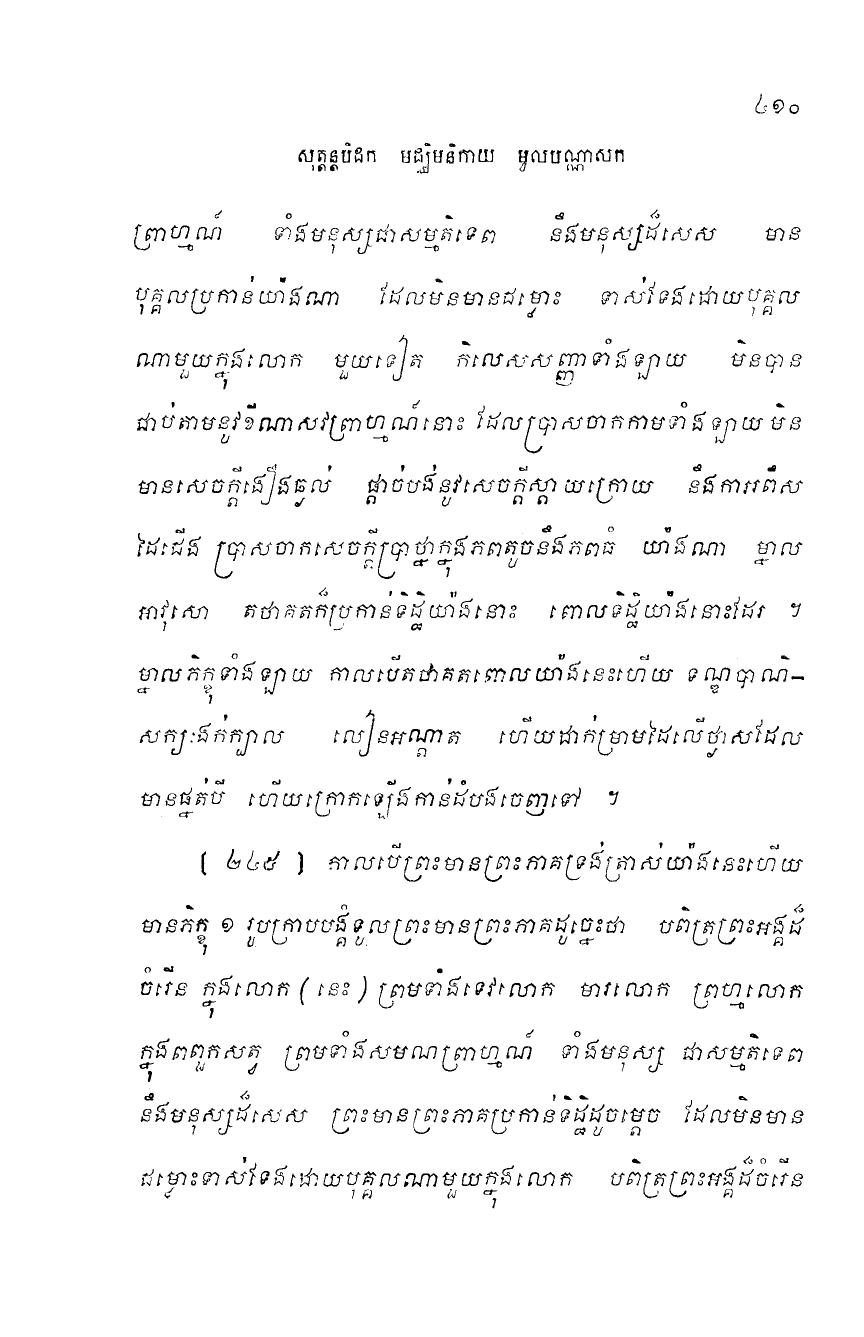 ៤១០
សុត្តន្តបិដក មជ្ឈិមនិកាយ មូលបណ្ណាសក
ព្រាហ្មណ៍ ទាំងមនុស្សជាសម្មតិទេព នឹងមនុស្សដ៏សេស មាន
បុគ្គលប្រកាន់យ៉ាងណា ដែលមិនមានជម្លោះ ទាស់ទែងដោយបុគ្គល
ណាមួយក្នុងលោក មួយទៀត កិលេសសញ្ញាទាំងឡាយ មិនបាន
ជាប់តាមនូវខីណាសវព្រាហ្មណ៍នោះ ដែលប្រាសចាកកាមទាំងឡាយ មិន
មានសេចក្តីងឿងឆ្ងល់ ផ្តាច់បង់នូវសេចក្តីស្តាយក្រោយ នឹងការរពឹស
ដៃជើង ប្រាសចាកសេចក្តីប្រាថ្នាក្នុងភពតូចនឹងភពធំ យ៉ាងណា ម្នាល
អាវុសោ តថាគតក៏ប្រកាន់ទិដ្ឋិយ៉ាងនោះ ពោលទិដ្ឋិយ៉ាងនោះដែរ ។
ម្នាលភិក្ខុទាំងឡាយ កាលបើតថាគតពោលយ៉ាងនេះហើយ ទណ្ឌបាណិ-
សក្យៈងក់ក្បាល លៀនអណ្តាត ហើយដាក់ម្រាមដៃលើថ្ងាសដែល
មានផ្នត់បី ហើយក្រោកឡើងកាន់ដំបងចេញទៅ ។
[ ២៤៥ ] កាលបើព្រះមានព្រះភាគទ្រង់ត្រាស់យ៉ាងនេះហើយ
មានភិក្ខុ ១ រូបក្រាបបង្គំទូលព្រះមានព្រះភាគដូច្នេះថា បពិត្រព្រះអង្គដ៏
ចំរើន ក្នុងលោក ( នេះ ) ព្រមទាំងទេវលោក មារលោក ព្រហ្មលោក
ក្នុងពពួកសត្វ ព្រមទាំងសមណព្រាហ្មណ៍ ទាំងមនុស្ស ជាសម្មតិទេព
នឹងមនុស្សដ៏សេស ព្រះមានព្រះភាគប្រកាន់ទិដ្ឋិដូចម្តេច ដែលមិនមាន
ជម្លោះទាស់ទែងដោយបុគ្គលណាមួយក្នុងលោក បពិត្រព្រះអង្គដ៏ចំរើន